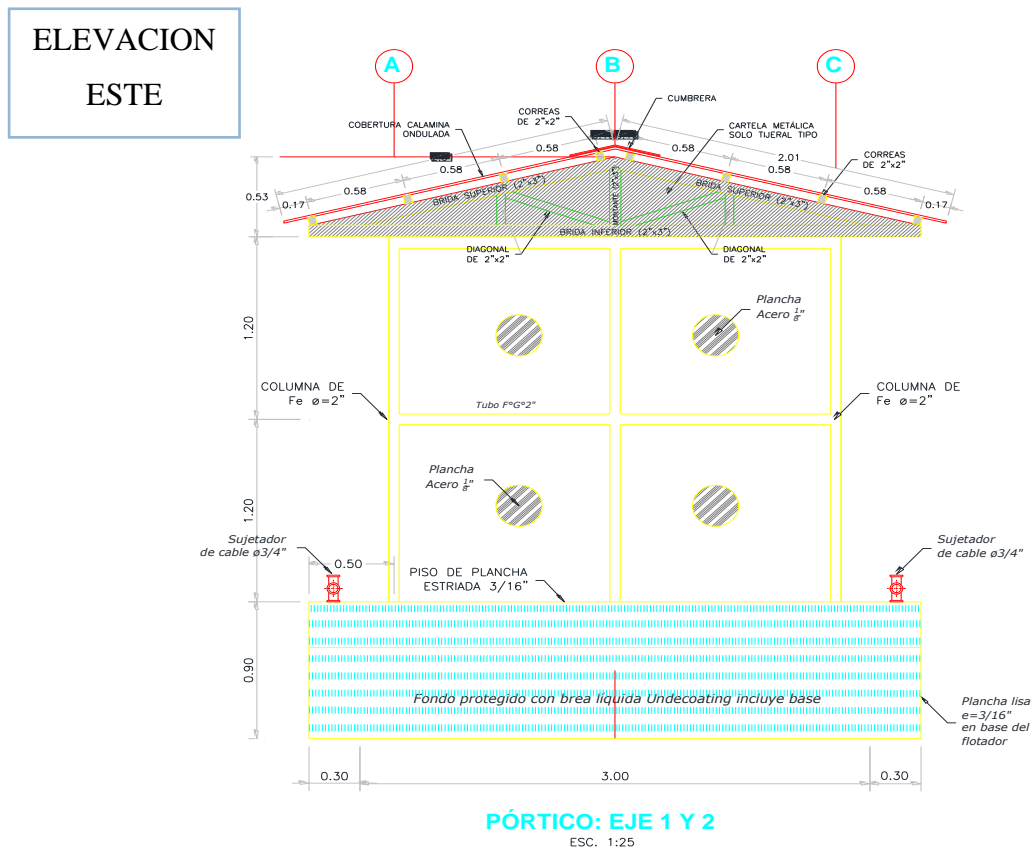 ELEVACION
ESTE
A
B
C
CORREAS
DE 2"x2"
CUMBRERA
COBERTURA CALAMINA
ONDULADA
CARTELA METÁLICA
SOLO TIJERAL TIPO
CORREAS
DE 2"x2"
0.58
0.58
2.01
0.58
0.58
0.58
0.58
0.53
0.17
0.17
BRIDA SUPERIOR (2"x3")
MONTANTE (2"x3")
BRIDA SUPERIOR (2"x3")
BRIDA INFERIOR (2"x3")
DIAGONAL
DE 2"x2"
DIAGONAL
DE 2"x2"
1.20
Plancha
Acero 1/8"
COLUMNA DE
Fe ø=2”
COLUMNA DE
Fe ø=2”
Tubo F°G°2"
Plancha
Acero 1/8"
1.20
Sujetador
de cable ø3/4"
Sujetador
de cable ø3/4"
0.50
PISO DE PLANCHA
ESTRIADA 3/16”
0.90
Fondo protegido con brea líquida Undecoating incluye base
Plancha lisa
e=3/16"
en base del
flotador
0.30
3.00
0.30
PÓRTICO: EJE 1 Y 2
ESC. 1:25